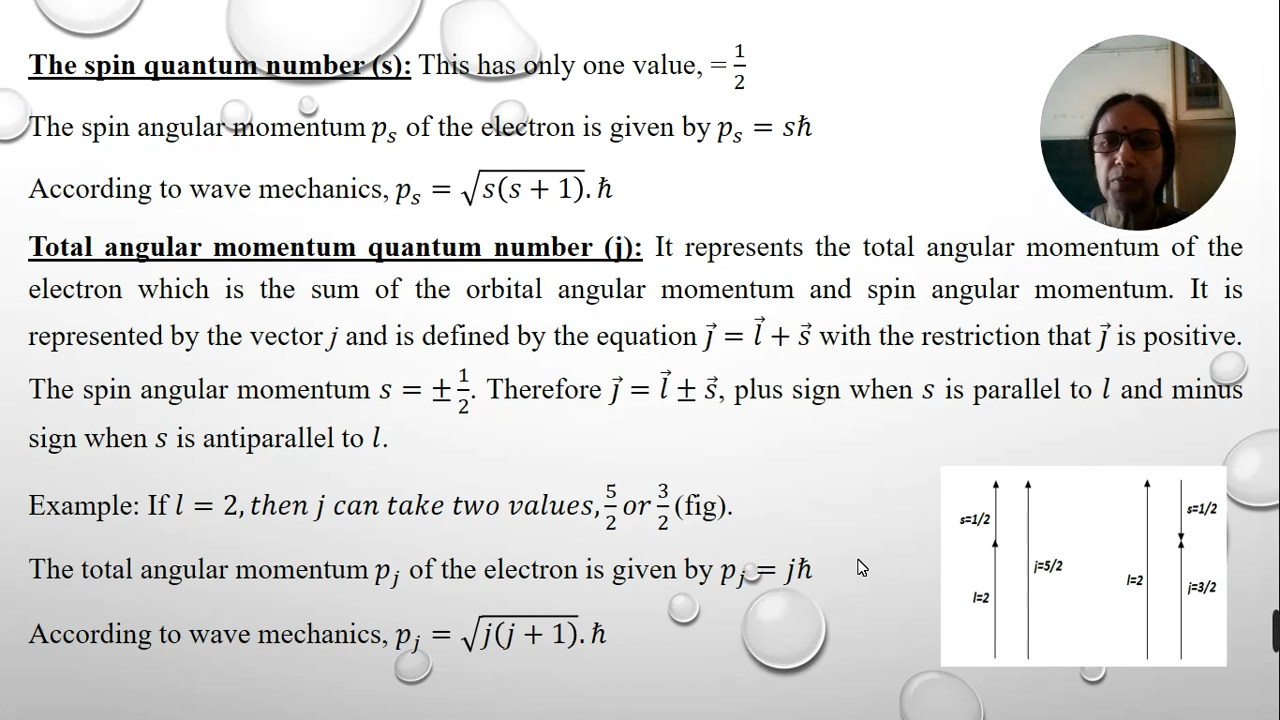 The spin quantum number (s): This has only one value, = 1/2
The spin angular momentum pₛ of the electron is given by pₛ = sℏ
According to wave mechanics, pₛ = √(s(s + 1)). ℏ
Total angular momentum quantum number (j): It represents the total angular momentum of the
electron which is the sum of the orbital angular momentum and spin angular momentum. It is
represented by the vector j and is defined by the equation j⃗ = l⃗ + s⃗ with the restriction that j⃗ is positive.
The spin angular momentum s = ±1/2. Therefore j⃗ = l⃗ ± s⃗, plus sign when s is parallel to l and minus
sign when s is antiparallel to l.
Example: If l = 2, then j can take two values, 5/2 or 3/2 (fig).
The total angular momentum pⱼ of the electron is given by pⱼ = jℏ
According to wave mechanics, pⱼ = √(j(j + 1)). ℏ
s=1/2
l=2
j=5/2
l=2
s=1/2
j=3/2